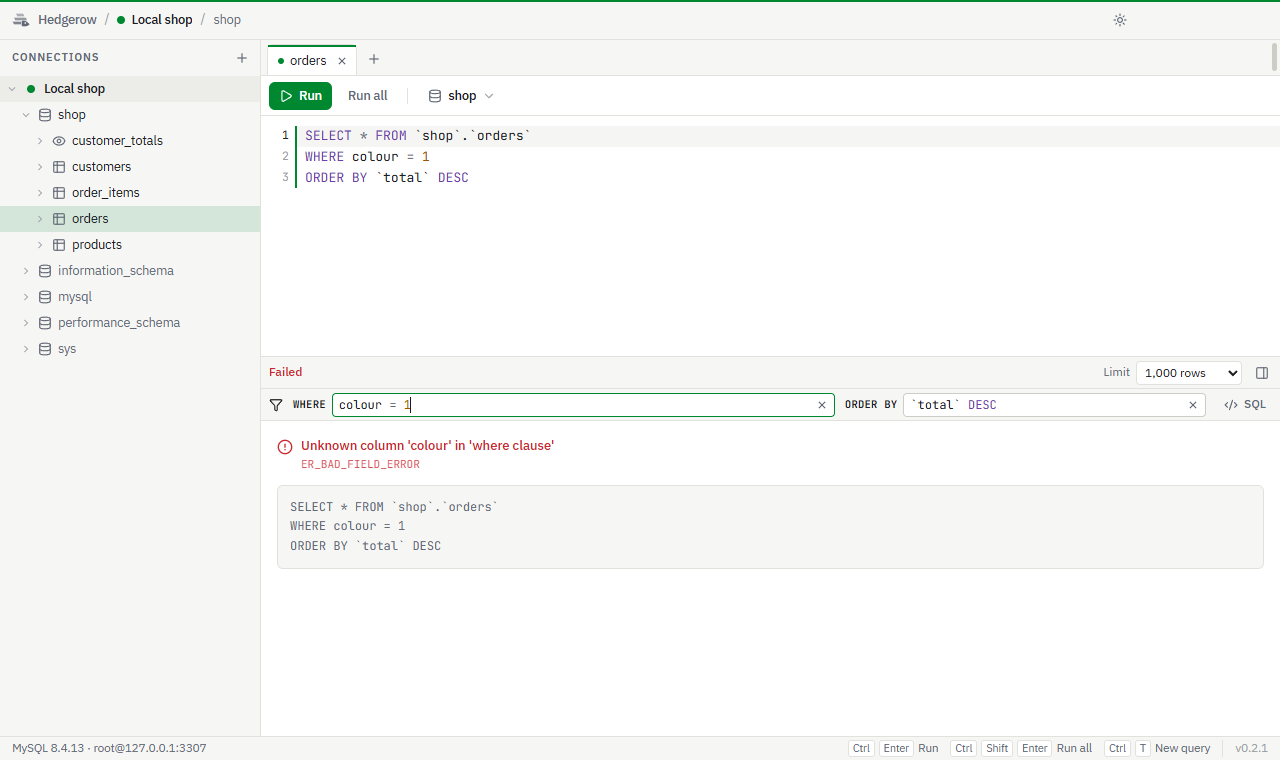 Hedgerow / Local shop / shop
CONNECTIONS
Local shop
shop
customer_totals
customers
order_items
orders
products
information_schema
mysql
performance_schema
sys
orders
Run Run all shop
1 SELECT * FROM `shop`.`orders`
2 WHERE colour = 1
3 ORDER BY `total` DESC
Failed Limit 1,000 rows
WHERE colour = 1 ORDER BY `total` DESC SQL
Unknown column 'colour' in 'where clause'
ER_BAD_FIELD_ERROR
SELECT * FROM `shop`.`orders`
WHERE colour = 1
ORDER BY `total` DESC
MySQL 8.4.13 · root@127.0.0.1:3307 Ctrl Enter Run Ctrl Shift Enter Run all Ctrl T New query v0.2.1